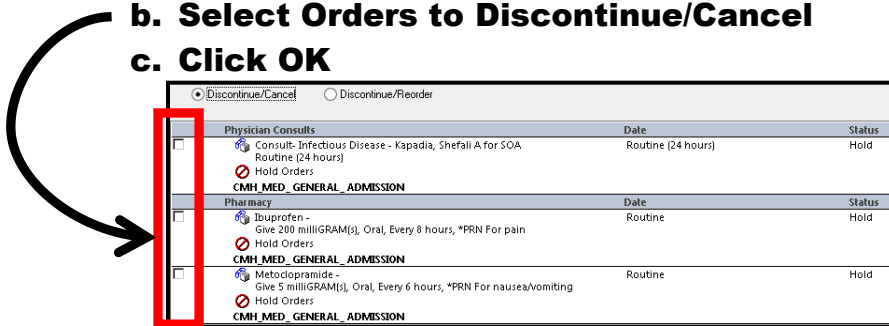 b. Select Orders to Discontinue/Cancel
c. Click OK
Discontinue/Cancel Discontinue/Reorder
Physician Consults Date Status
Consult- Infectious Disease - Kapadia, Shefali A for SOA Routine (24 hours) Hold
Routine (24 hours)
Hold Orders
CMH_MED_GENERAL_ADMISSION
Pharmacy Date Status
Ibuprofen - Routine Hold
Give 200 milliGRAM(s), Oral, Every 8 hours, *PRN For pain
Hold Orders
CMH_MED_GENERAL_ADMISSION
Metoclopramide - Routine Hold
Give 5 milliGRAM(s), Oral, Every 6 hours, *PRN For nausea/vomiting
Hold Orders
CMH_MED_GENERAL_ADMISSION